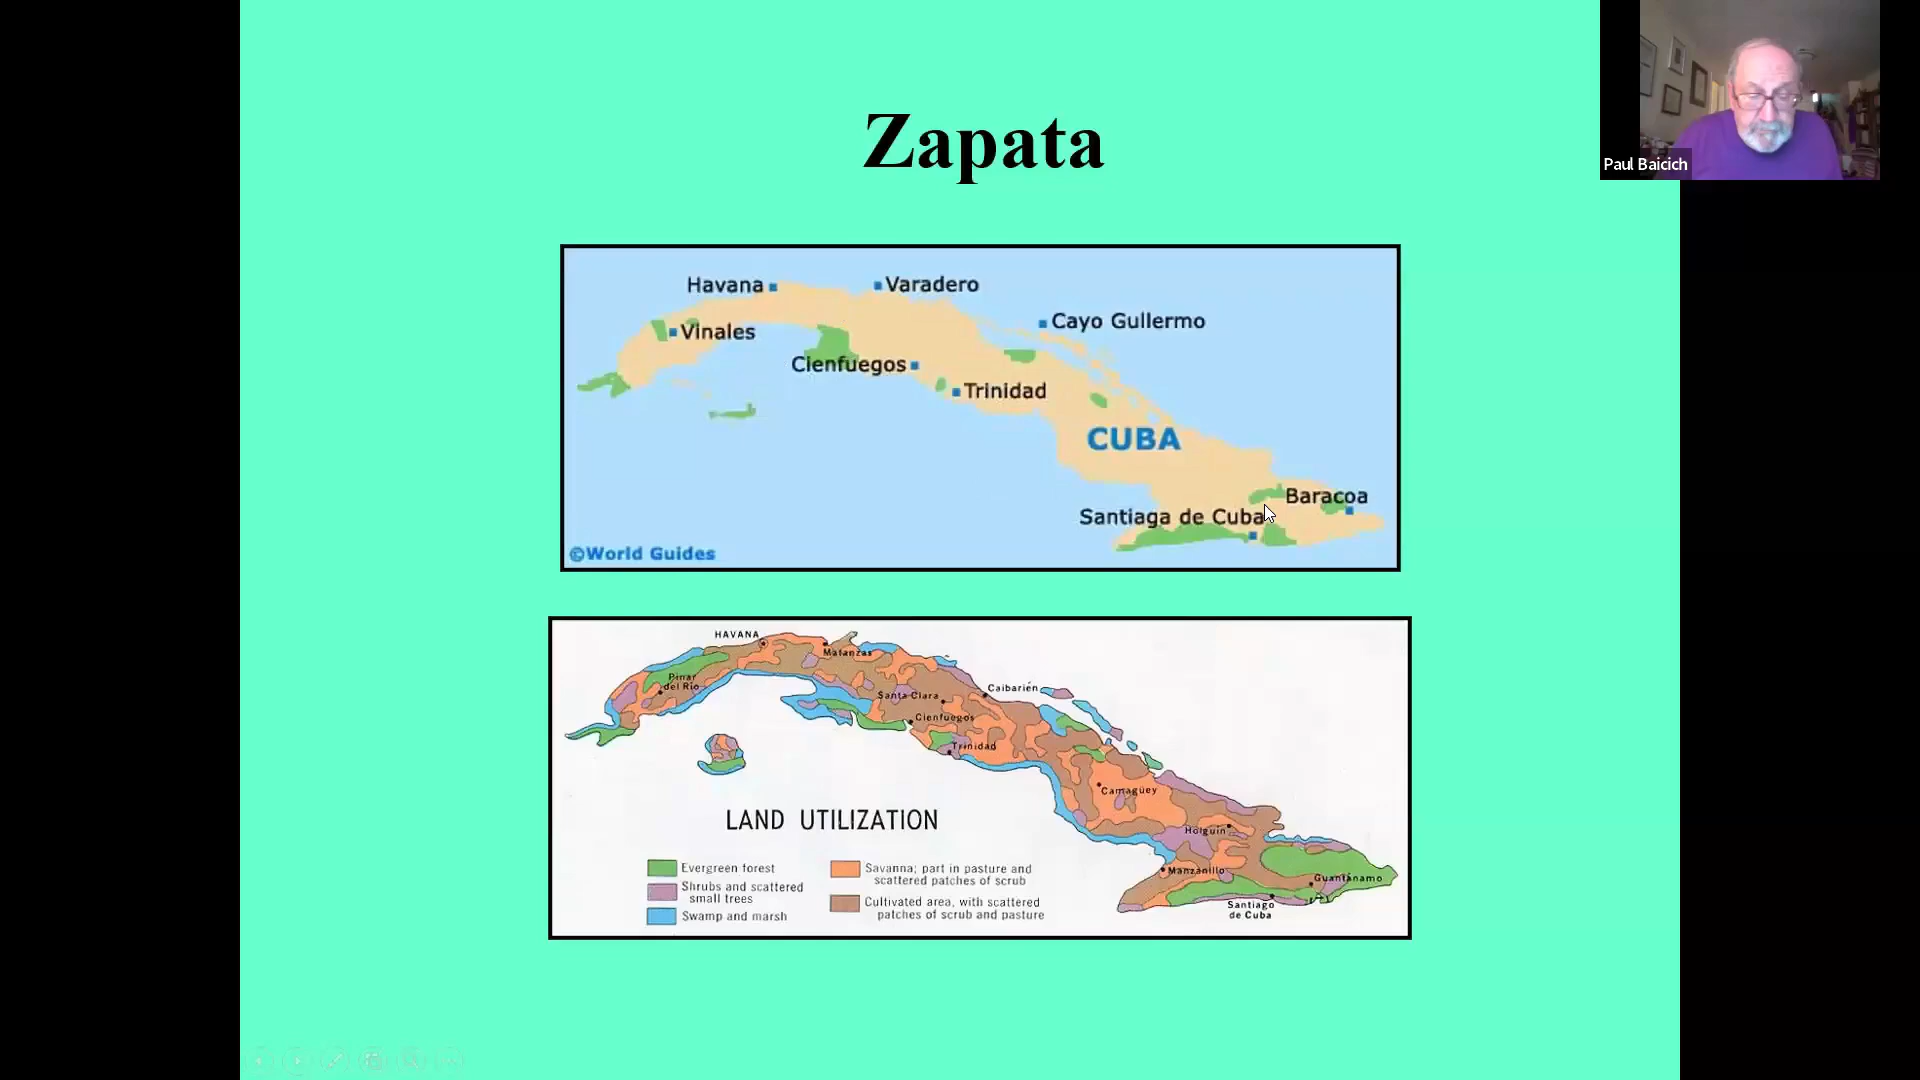 Zapata
Paul Baicich
Havana
Varadero
Cayo Gullermo
Vinales
Cienfuegos
Trinidad
CUBA
Baracoa
Santiaga de Cuba
©World Guides
HAVANA
Matanzas
Pinar
del Río
Santa Clara
Caibarién
Cienfuegos
Trinidad
Camagüey
Holguín
Manzanillo
Guantánamo
Santiago
de Cuba
LAND UTILIZATION
Evergreen forest
Shrubs and scattered
small trees
Swamp and marsh
Savanna; part in pasture and
scattered patches of scrub
Cultivated area, with scattered
patches of scrub and pasture